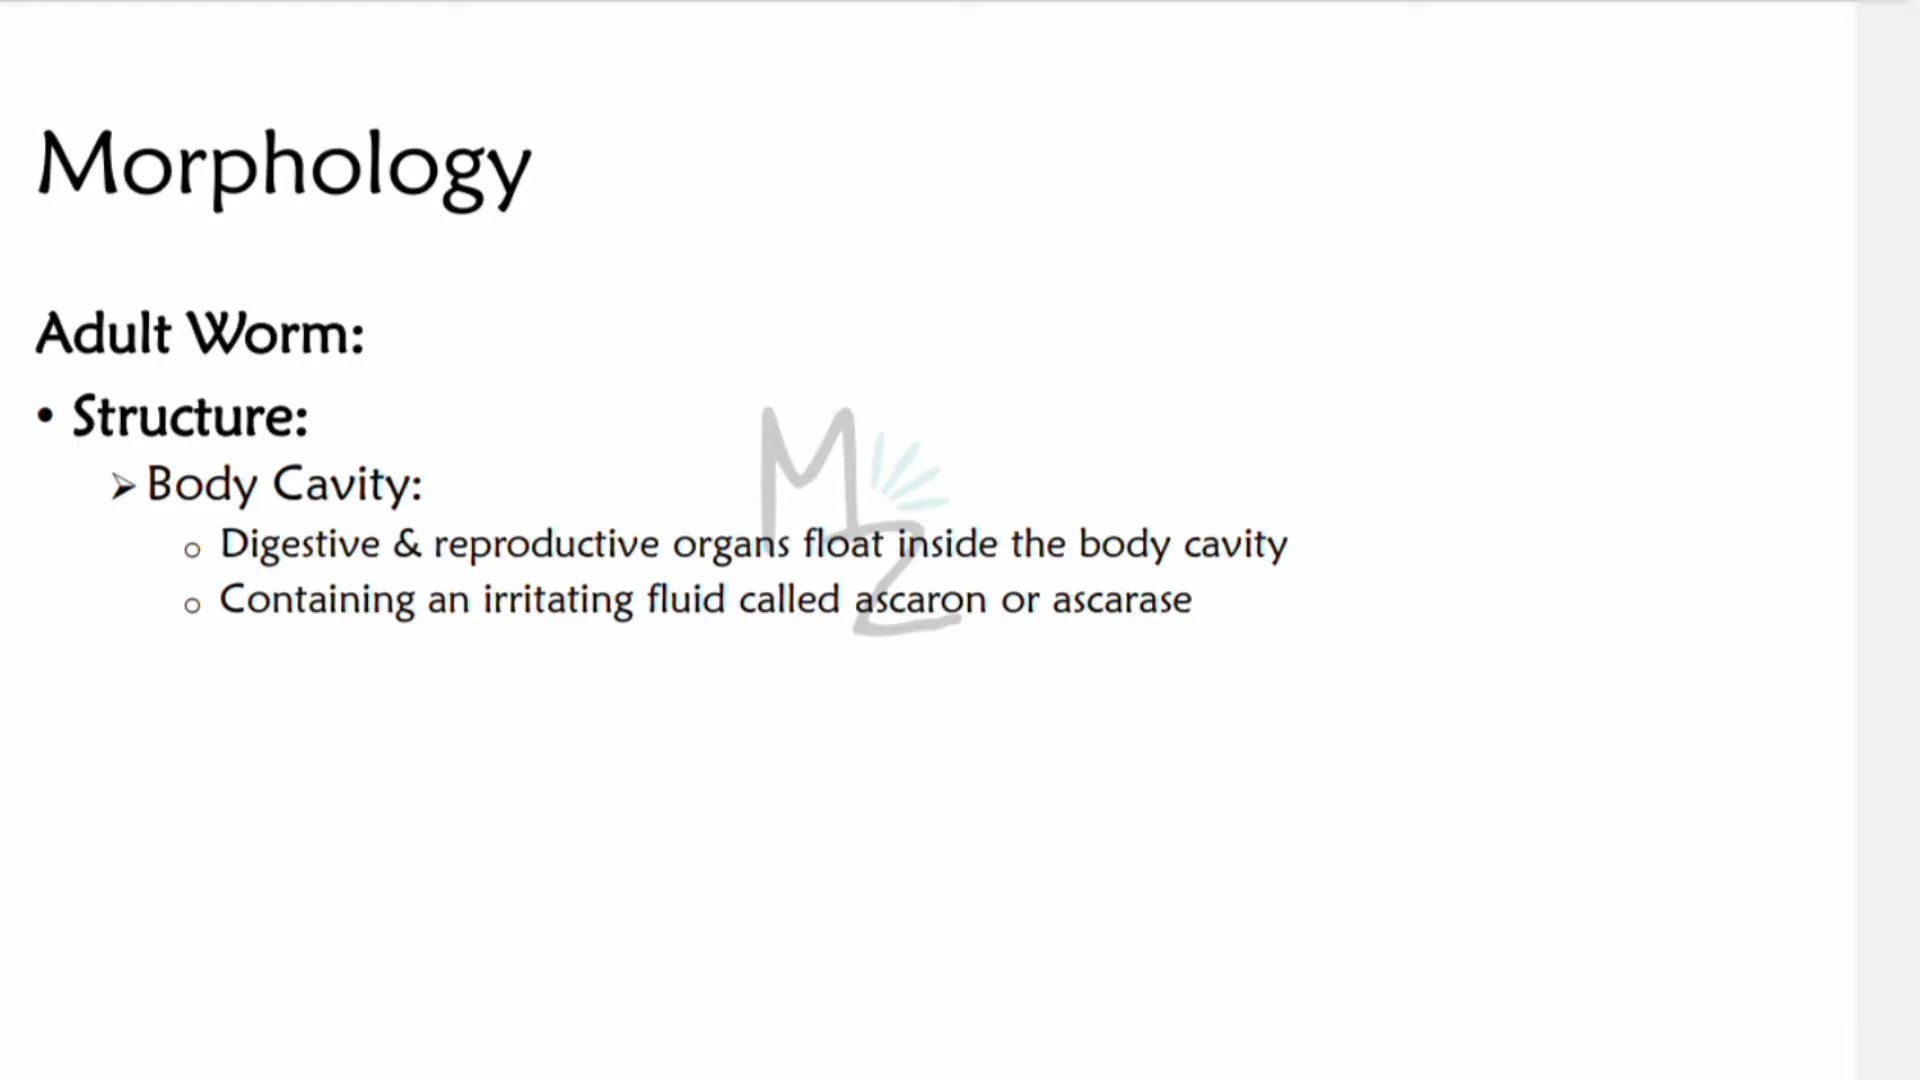 Morphology
Adult Worm:
• Structure:
➢ Body Cavity:
o Digestive & reproductive organs float inside the body cavity
o Containing an irritating fluid called ascaron or ascarase
MZ